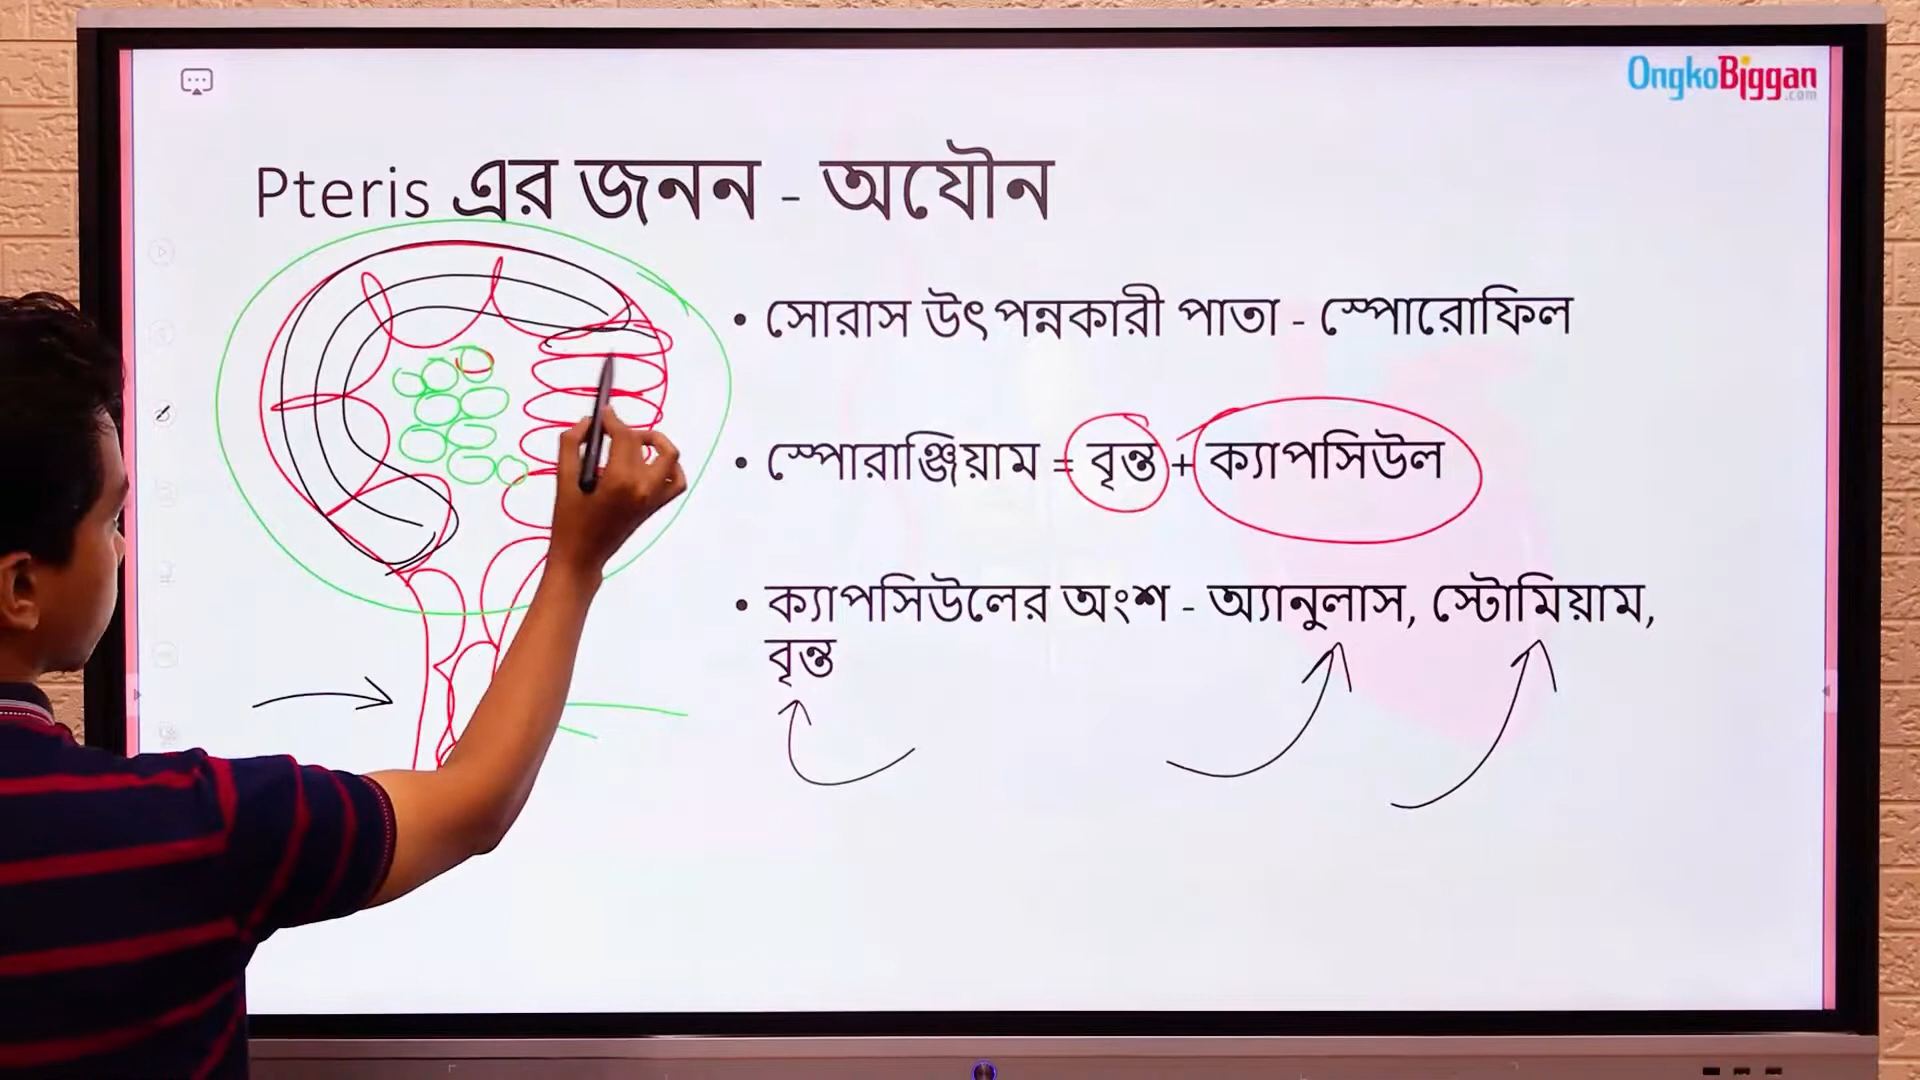 OngkoBiggan
.com
Pteris এর জনন - অযৌন
• সোরাস উৎপন্নকারী পাতা - স্পোরোফিল
• স্পোরাঞ্জিয়াম = বৃন্ত + ক্যাপসিউল
• ক্যাপসিউলের অংশ - অ্যানুলাস, স্টোমিয়াম,
বৃন্ত